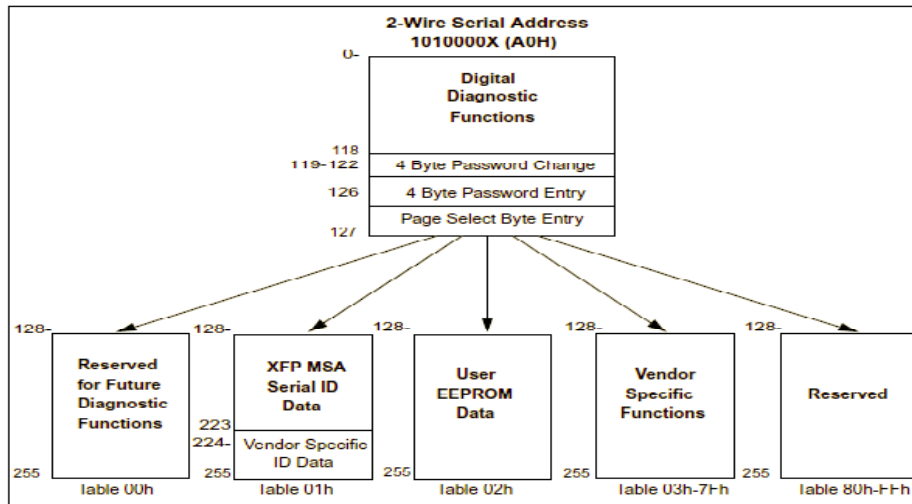 2-Wire Serial Address
1010000X (A0H)
0-
Digital
Diagnostic
Functions
118
119-122
4 Byte Password Change
126
4 Byte Password Entry
Page Select Byte Entry
127
128-
Reserved
for Future
Diagnostic
Functions
255
Table 00h
128-
XFP MSA
Serial ID
Data
223
224-
Vendor Specific
ID Data
255
Table 01h
128-
User
EEPROM
Data
255
Table 02h
128-
Vendor
Specific
Functions
255
Table 03h-7Fh
128-
Reserved
255
Table 80h-FFh